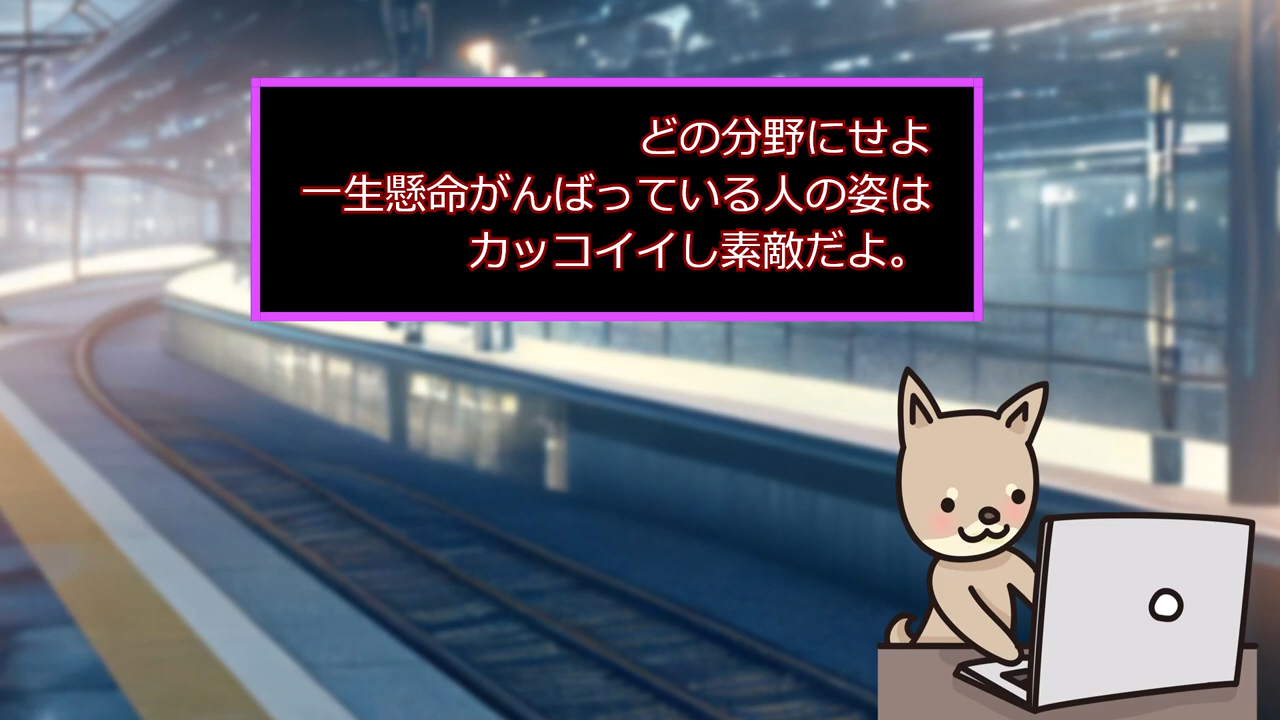 どの分野にせよ
一生懸命がんばっている人の姿は
カッコイイし素敵だよ。